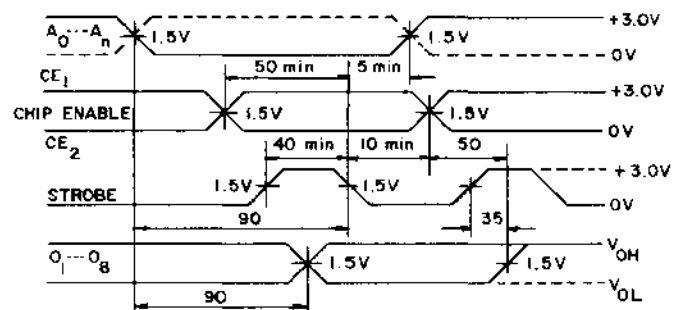 A0---An 1.5V 1.5V +3.0V
0V
50 min 5 min
CE1 +3.0V
CHIP ENABLE 1.5V 1.5V
CE2 0V
40 min 10 min 50
+3.0V
1.5V 1.5V 1.5V
STROBE 0V
90 35
O1---O8 VOH
1.5V 1.5V
VOL
90